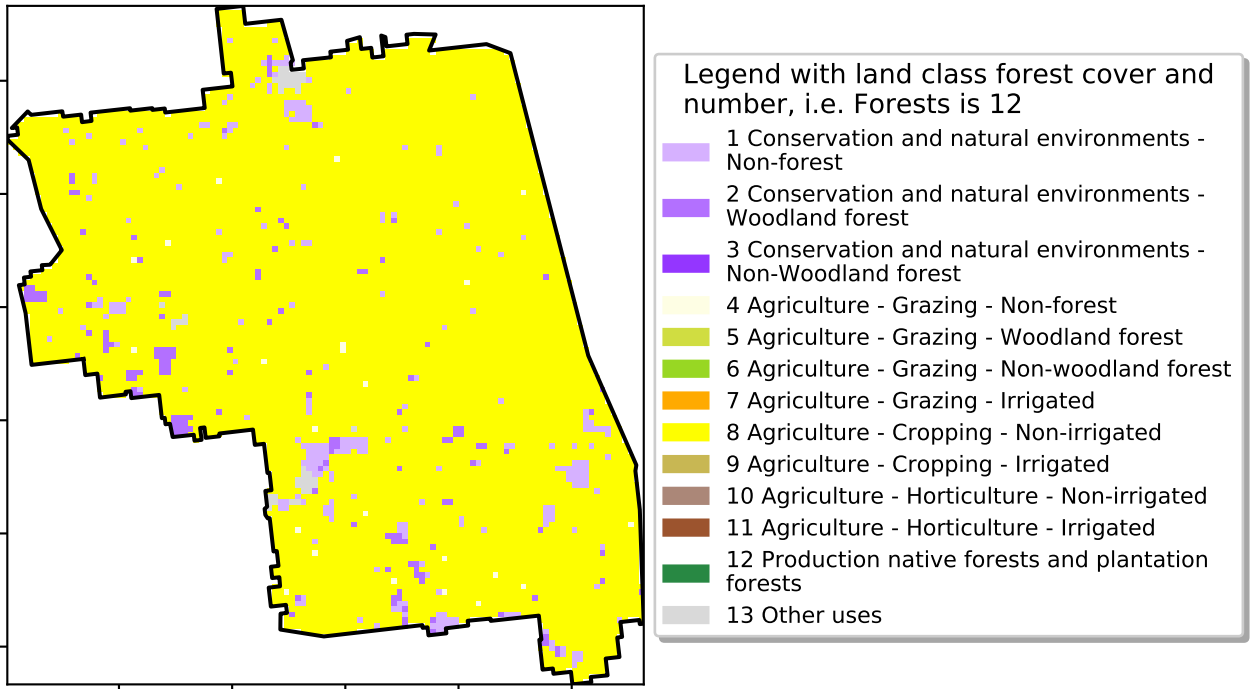 Legend with land class forest cover and
number, i.e. Forests is 12
1 Conservation and natural environments -
Non-forest
2 Conservation and natural environments -
Woodland forest
3 Conservation and natural environments -
Non-Woodland forest
4 Agriculture - Grazing - Non-forest
5 Agriculture - Grazing - Woodland forest
6 Agriculture - Grazing - Non-woodland forest
7 Agriculture - Grazing - Irrigated
8 Agriculture - Cropping - Non-irrigated
9 Agriculture - Cropping - Irrigated
10 Agriculture - Horticulture - Non-irrigated
11 Agriculture - Horticulture - Irrigated
12 Production native forests and plantation
forests
13 Other uses